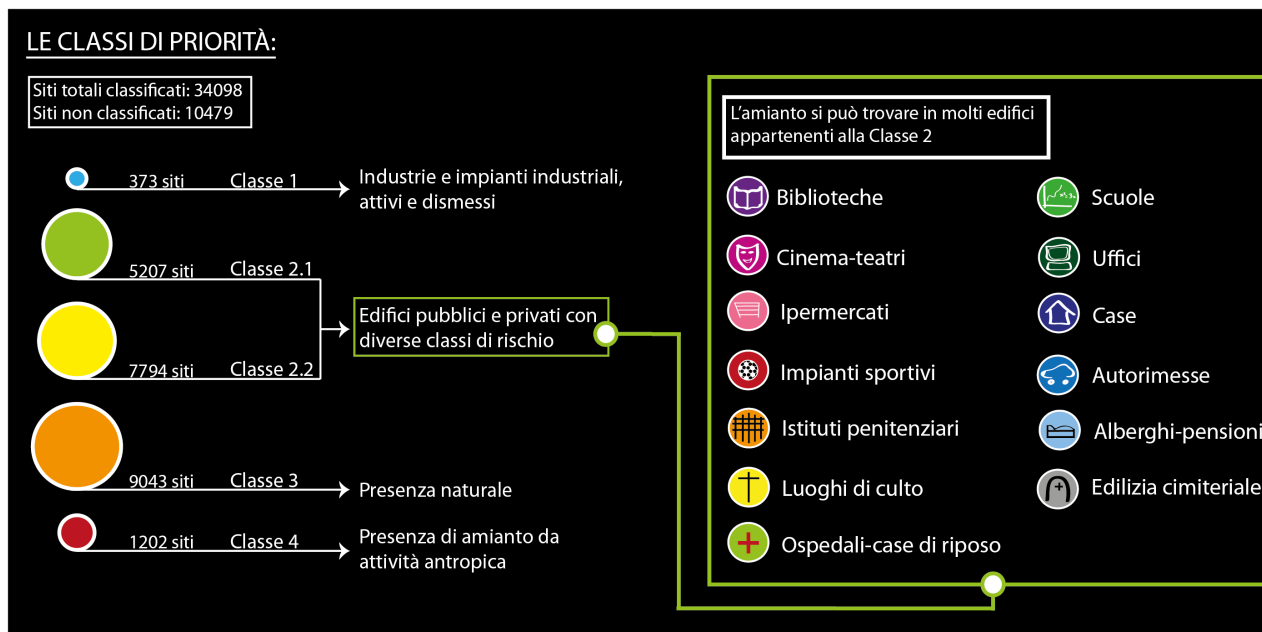 LE CLASSI DI PRIORITÀ:
Siti totali classificati: 34098
Siti non classificati: 10479
373 siti
Classe 1
Industrie e impianti industriali,
attivi e dismessi
5207 siti
Classe 2.1
7794 siti
Classe 2.2
Edifici pubblici e privati con
diverse classi di rischio
9043 siti
Classe 3
Presenza naturale
1202 siti
Classe 4
Presenza di amianto da
attività antropica
L'amianto si può trovare in molti edifici
appartenenti alla Classe 2
Biblioteche
Cinema-teatri
Ipermercati
Impianti sportivi
Istituti penitenziari
Luoghi di culto
Ospedali-case di riposo
Scuole
Uffici
Case
Autorimesse
Alberghi-pensioni
Edilizia cimiteriale